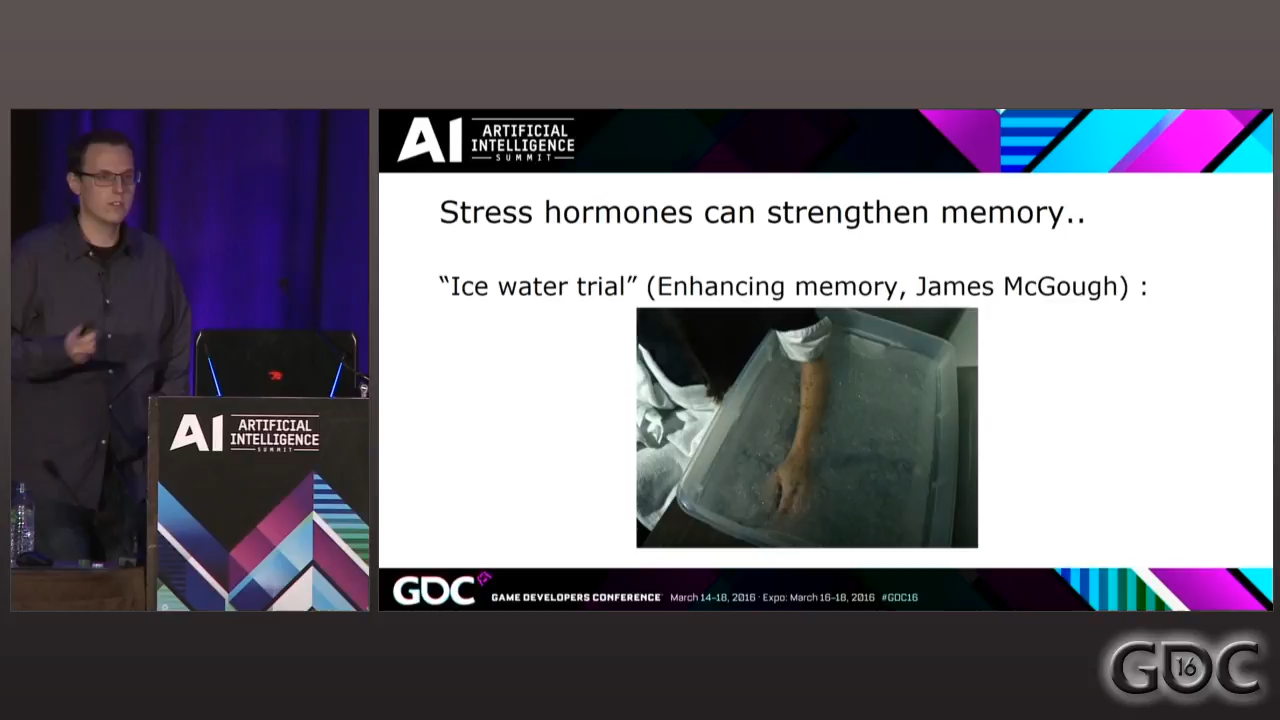 AI ARTIFICIAL
INTELLIGENCE
SUMMIT
Stress hormones can strengthen memory..
“Ice water trial” (Enhancing memory, James McGough) :
AI ARTIFICIAL
INTELLIGENCE
SUMMIT
GDC GAME DEVELOPERS CONFERENCE March 14-18, 2016 · Expo: March 16-18, 2016 #GDC16
GDC 16